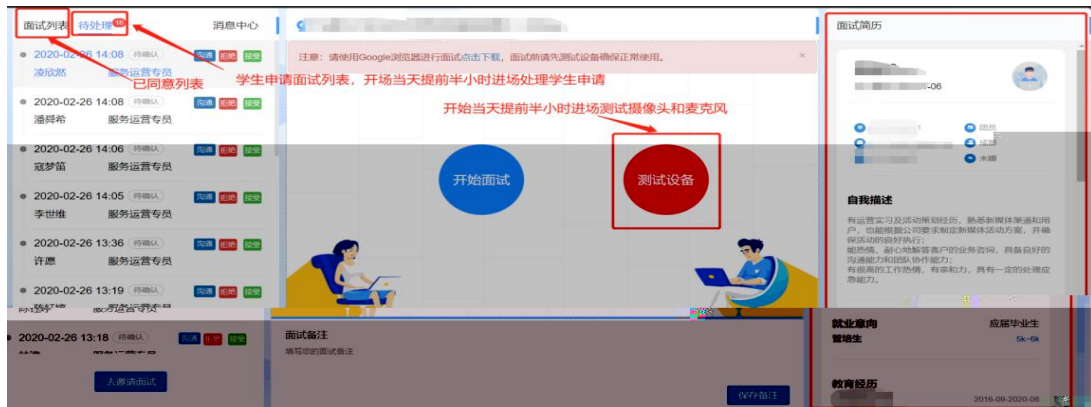 面试列表 待处理 18 消息中心
2020-02-26 14:08 待确认 沟通 拒绝 接受
凌欣然 服务运营专员
已同意列表
学生申请面试列表，开场当天提前半小时进场处理学生申请
2020-02-26 14:08 待确认 沟通 拒绝 接受
潘舜希 服务运营专员
2020-02-26 14:06 待确认 沟通 拒绝 接受
寇梦笛 服务运营专员
2020-02-26 14:05 待确认 沟通 拒绝 接受
李世维 服务运营专员
2020-02-26 13:36 待确认 沟通 拒绝 接受
许愿 服务运营专员
2020-02-26 13:19 待确认 沟通 拒绝 接受
服务运营专员
2020-02-26 13:18 待确认 沟通 拒绝 接受
去邀请面试
注意：请使用Google浏览器进行面试点击下载，面试前请先测试设备确保正常使用。 ×
开始当天提前半小时进场测试摄像头和麦克风
开始面试 测试设备
面试备注
填写您的面试备注
保存备注
面试简历
-06
团员
未婚
自我描述
有运营实习及活动策划经历，熟悉新媒体渠道和用
户，也能根据公司要求制定新媒体活动方案，并确
保活动的良好执行；
能热情、耐心地解答客户的业务咨询，具备良好的
沟通能力和团队协作能力；
有很高的工作热情，有亲和力，具有一定的处理应
急能力。
就业意向 应届毕业生
管培生 5k~6k
教育经历
2016-09-2020-06